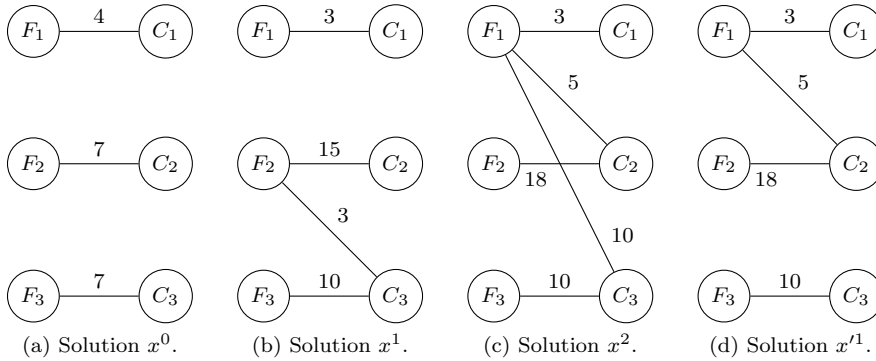 F₁ 4 C₁ F₁ 3 C₁ F₁ 3 C₁ F₁ 3 C₁
5 5
F₂ 7 C₂ F₂ 15 C₂ F₂ 18 C₂ F₂ 18 C₂
3 10
F₃ 7 C₃ F₃ 10 C₃ F₃ 10 C₃ F₃ 10 C₃
(a) Solution x⁰. (b) Solution x¹. (c) Solution x². (d) Solution x′¹.